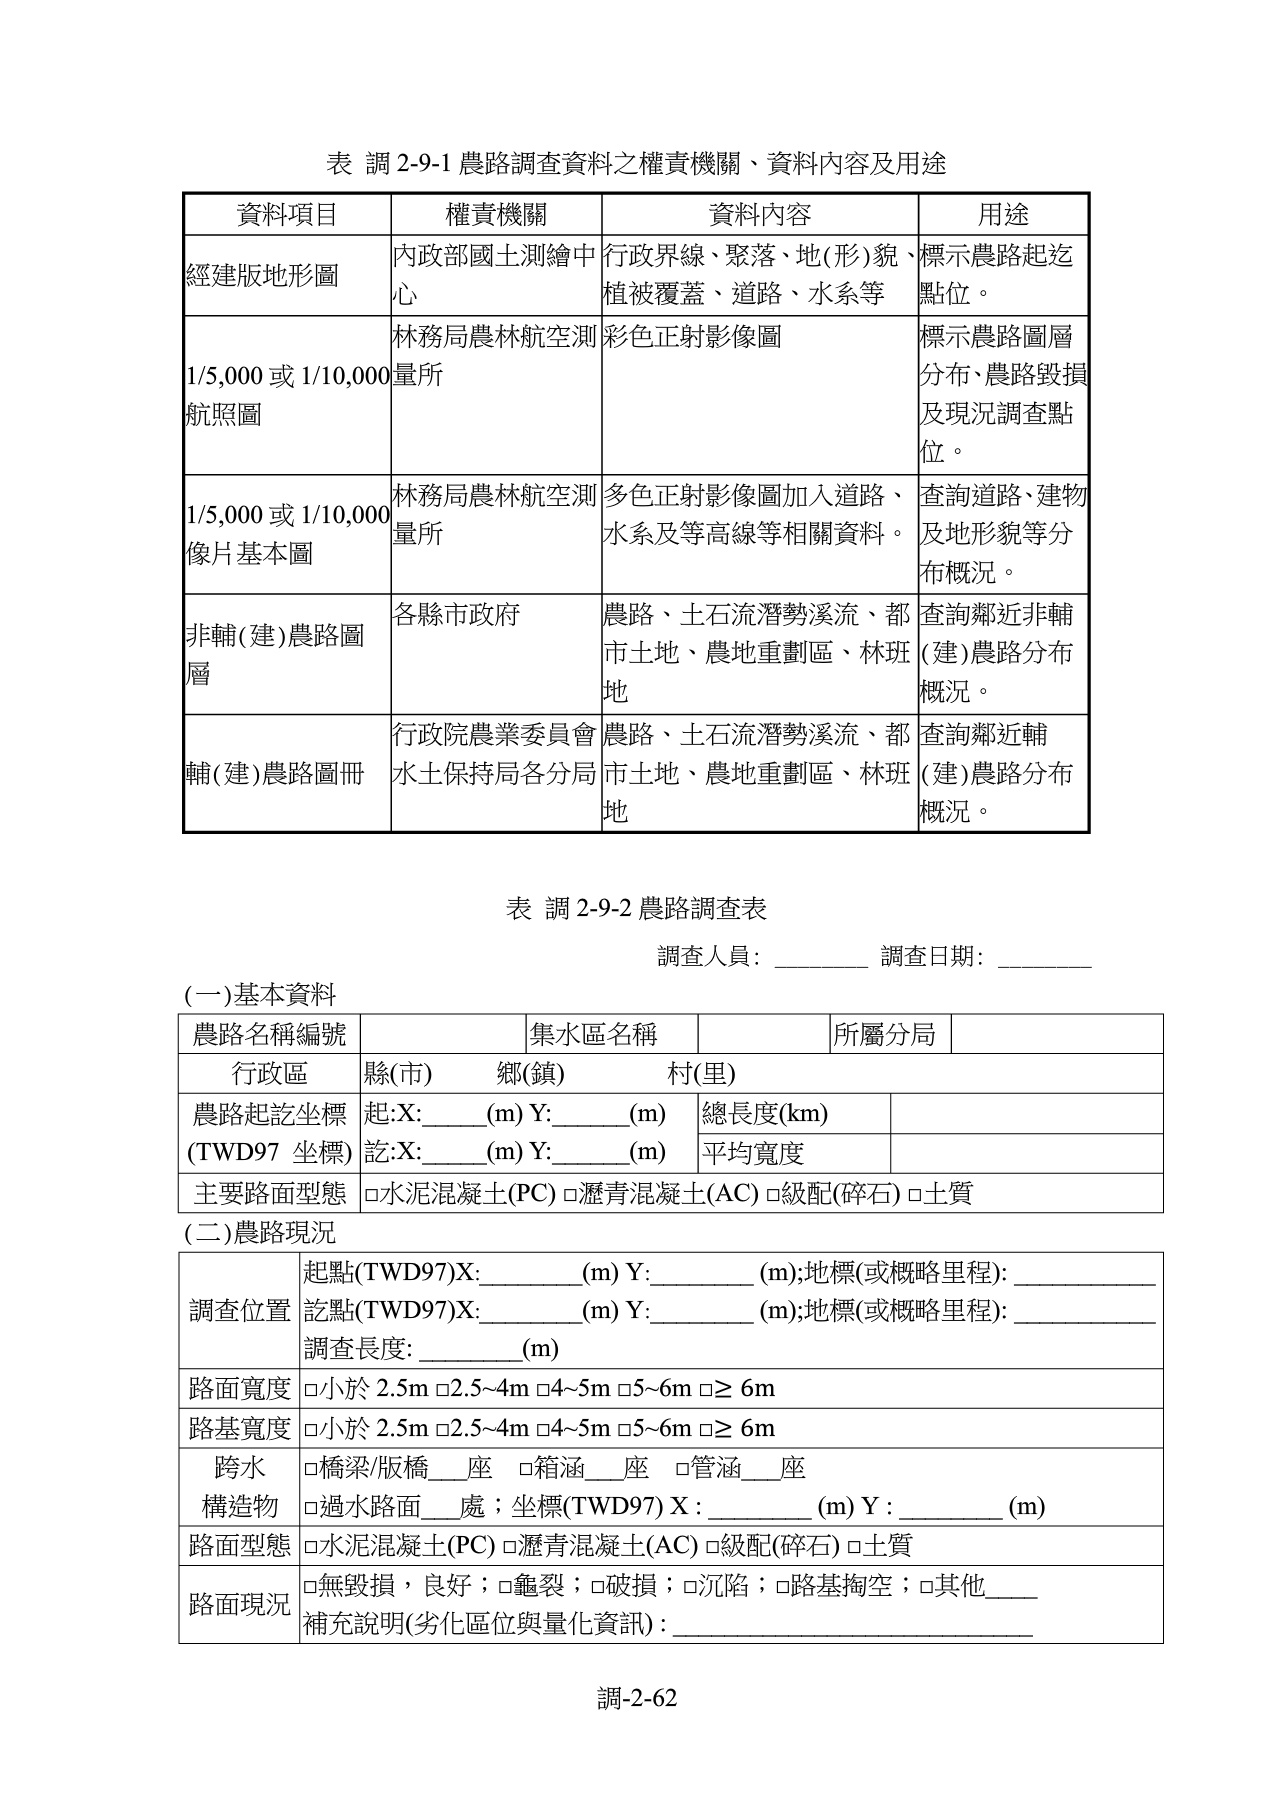 表 調 2-9-1 農路調查資料之權責機關、資料內容及用途
資料項目 權責機關 資料內容 用途
經建版地形圖 內政部國土測繪中心 行政界線、聚落、地(形)貌、植被覆蓋、道路、水系等 標示農路起迄點位。
1/5,000 或 1/10,000 航照圖 林務局農林航空測量所 彩色正射影像圖 標示農路圖層分布、農路毀損及現況調查點位。
1/5,000 或 1/10,000 像片基本圖 林務局農林航空測量所 多色正射影像圖加入道路、水系及等高線等相關資料。 查詢道路、建物及地形貌等分布概況。
非輔(建)農路圖層 各縣市政府 農路、土石流潛勢溪流、都市土地、農地重劃區、林班地 查詢鄰近非輔(建)農路分布概況。
輔(建)農路圖冊 行政院農業委員會水土保持局各分局 農路、土石流潛勢溪流、都市土地、農地重劃區、林班地 查詢鄰近輔(建)農路分布概況。
表 調 2-9-2 農路調查表
調查人員: ________ 調查日期: ________
(一)基本資料
農路名稱編號 集水區名稱 所屬分局
行政區 縣(市) 鄉(鎮) 村(里)
農路起訖坐標 起:X:_____(m) Y:______(m) 總長度(km)
(TWD97 坐標) 訖:X:_____(m) Y:______(m) 平均寬度
主要路面型態 □水泥混凝土(PC) □瀝青混凝土(AC) □級配(碎石) □土質
(二)農路現況
起點(TWD97)X:________(m) Y:________ (m);地標(或概略里程): ___________
調查位置 訖點(TWD97)X:________(m) Y:________ (m);地標(或概略里程): ___________
調查長度: ________(m)
路面寬度 □小於 2.5m □2.5~4m □4~5m □5~6m □≥ 6m
路基寬度 □小於 2.5m □2.5~4m □4~5m □5~6m □≥ 6m
跨水 □橋梁/版橋___座 □箱涵___座 □管涵___座
構造物 □過水路面___處；坐標(TWD97) X : ________ (m) Y : ________ (m)
路面型態 □水泥混凝土(PC) □瀝青混凝土(AC) □級配(碎石) □土質
路面現況 □無毀損，良好；□龜裂；□破損；□沉陷；□路基掏空；□其他____
補充說明(劣化區位與量化資訊) : ____________________________
調-2-62